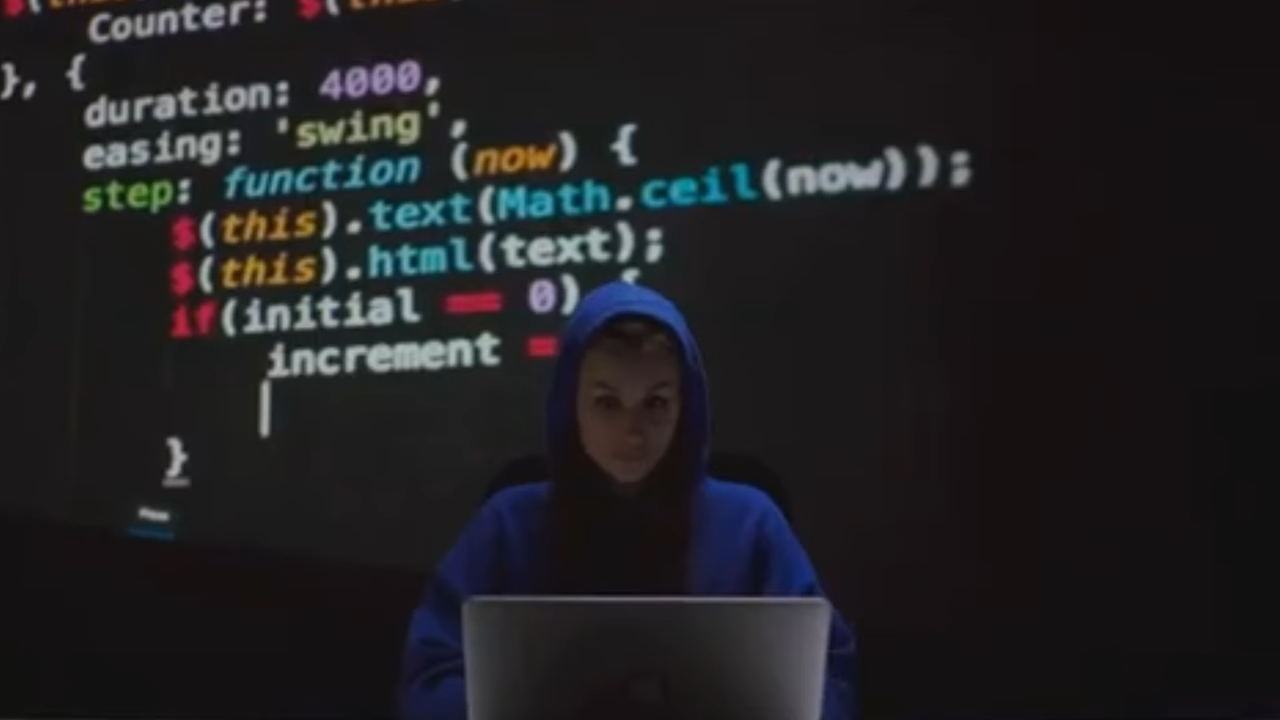 Counter: $(this
}, {
duration: 4000,
easing: 'swing',
step: function (now) {
$(this).text(Math.ceil(now));
$(this).html(text);
if(initial == 0) {
increment =
}